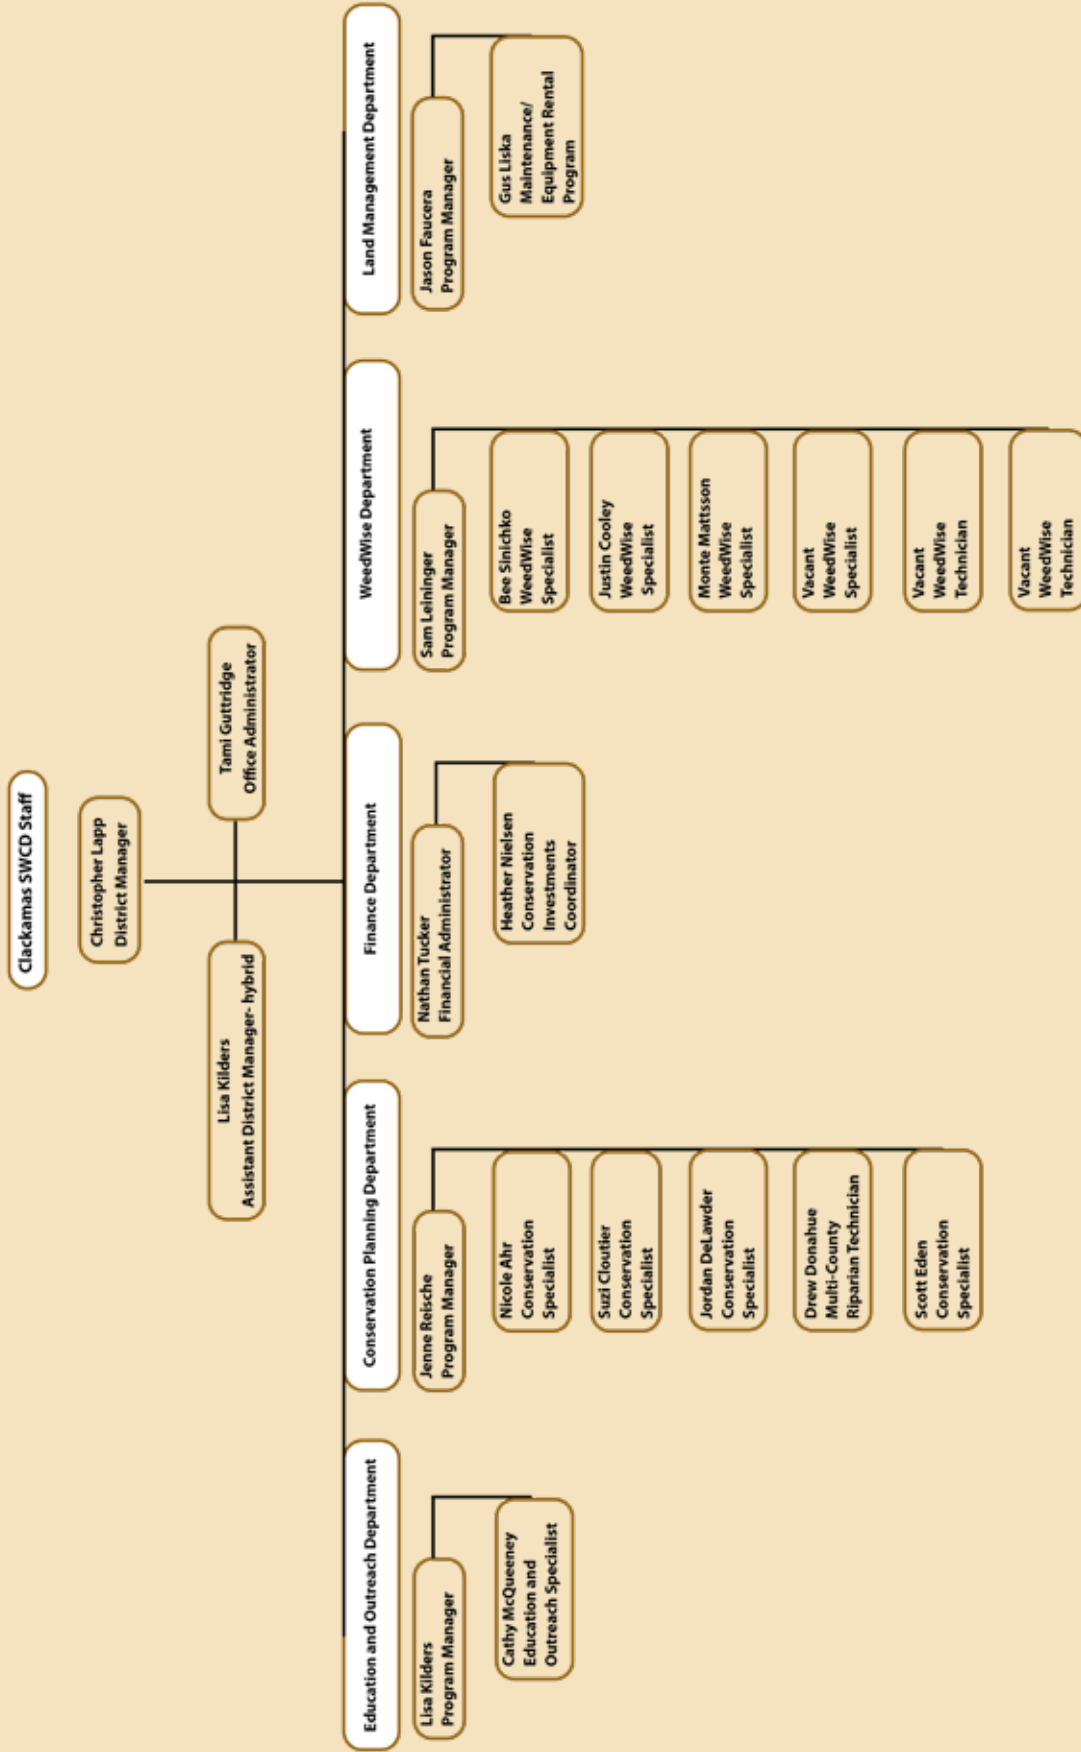 Clackamas SWCD Staff
Christopher Lapp
District Manager
Lisa Kilders
Assistant District Manager- hybrid
Tami Guttridge
Office Administrator
Education and Outreach Department
Lisa Kilders
Program Manager
Cathy McQueeney
Education and
Outreach Specialist
Conservation Planning Department
Jenne Reische
Program Manager
Nicole Ahr
Conservation
Specialist
Suzi Cloutier
Conservation
Specialist
Jordan DeLawder
Conservation
Specialist
Drew Donahue
Multi-County
Riparian Technician
Scott Eden
Conservation
Specialist
Finance Department
Nathan Tucker
Financial Administrator
Heather Nielsen
Conservation
Investments
Coordinator
WeedWise Department
Sam Leininger
Program Manager
Bee Sinichko
WeedWise
Specialist
Justin Cooley
WeedWise
Specialist
Monte Mattsson
WeedWise
Specialist
Vacant
WeedWise
Specialist
Vacant
WeedWise
Technician
Vacant
WeedWise
Technician
Land Management Department
Jason Faucera
Program Manager
Gus Liska
Maintenance/
Equipment Rental
Program